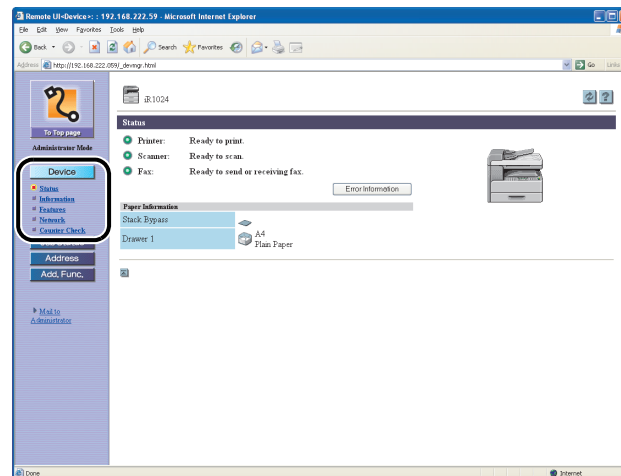 Remote UI<Device>: : 192.168.222.59 - Microsoft Internet Explorer
File Edit View Favorites Tools Help
Back Search Favorites
Address http://192.168.222.059/_devmgr.html Go Links
iR1024
To Top page
Administrator Mode
Device
Status
Information
Features
Network
Counter Check
Address
Add. Func.
Mail to
Administrator
Status
Printer: Ready to print.
Scanner: Ready to scan.
Fax: Ready to send or receiving fax.
Error Information
Paper Information
Stack Bypass
Drawer 1 A4
Plain Paper
Done Internet